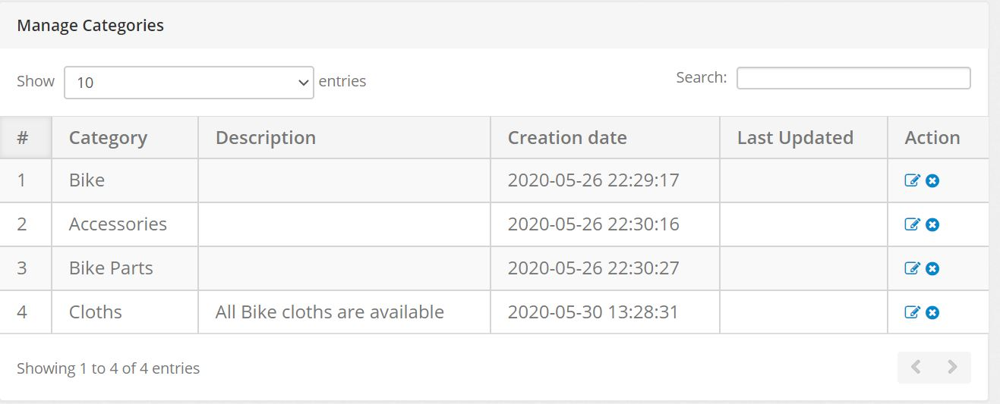 Manage Categories
Show 10 entries Search:
# Category Description Creation date Last Updated Action
1 Bike 2020-05-26 22:29:17
2 Accessories 2020-05-26 22:30:16
3 Bike Parts 2020-05-26 22:30:27
4 Cloths All Bike cloths are available 2020-05-30 13:28:31
Showing 1 to 4 of 4 entries